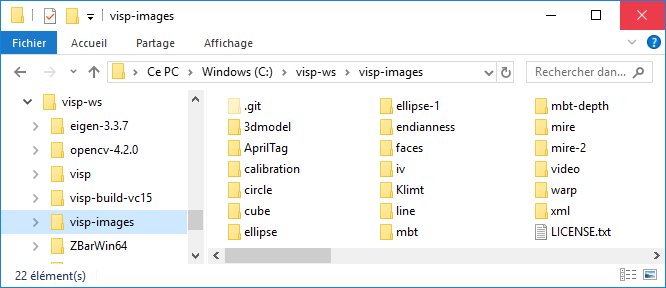 visp-images
Fichier Accueil Partage Affichage
Ce PC Windows (C:) visp-ws visp-images Rechercher dan...
visp-ws
eigen-3.3.7
opencv-4.2.0
visp
visp-build-vc15
visp-images
ZBarWin64
.git
3dmodel
AprilTag
calibration
circle
cube
ellipse
ellipse-1
endianness
faces
iv
Klimt
line
mbt
mbt-depth
mire
mire-2
video
warp
xml
LICENSE.txt
22 élément(s)